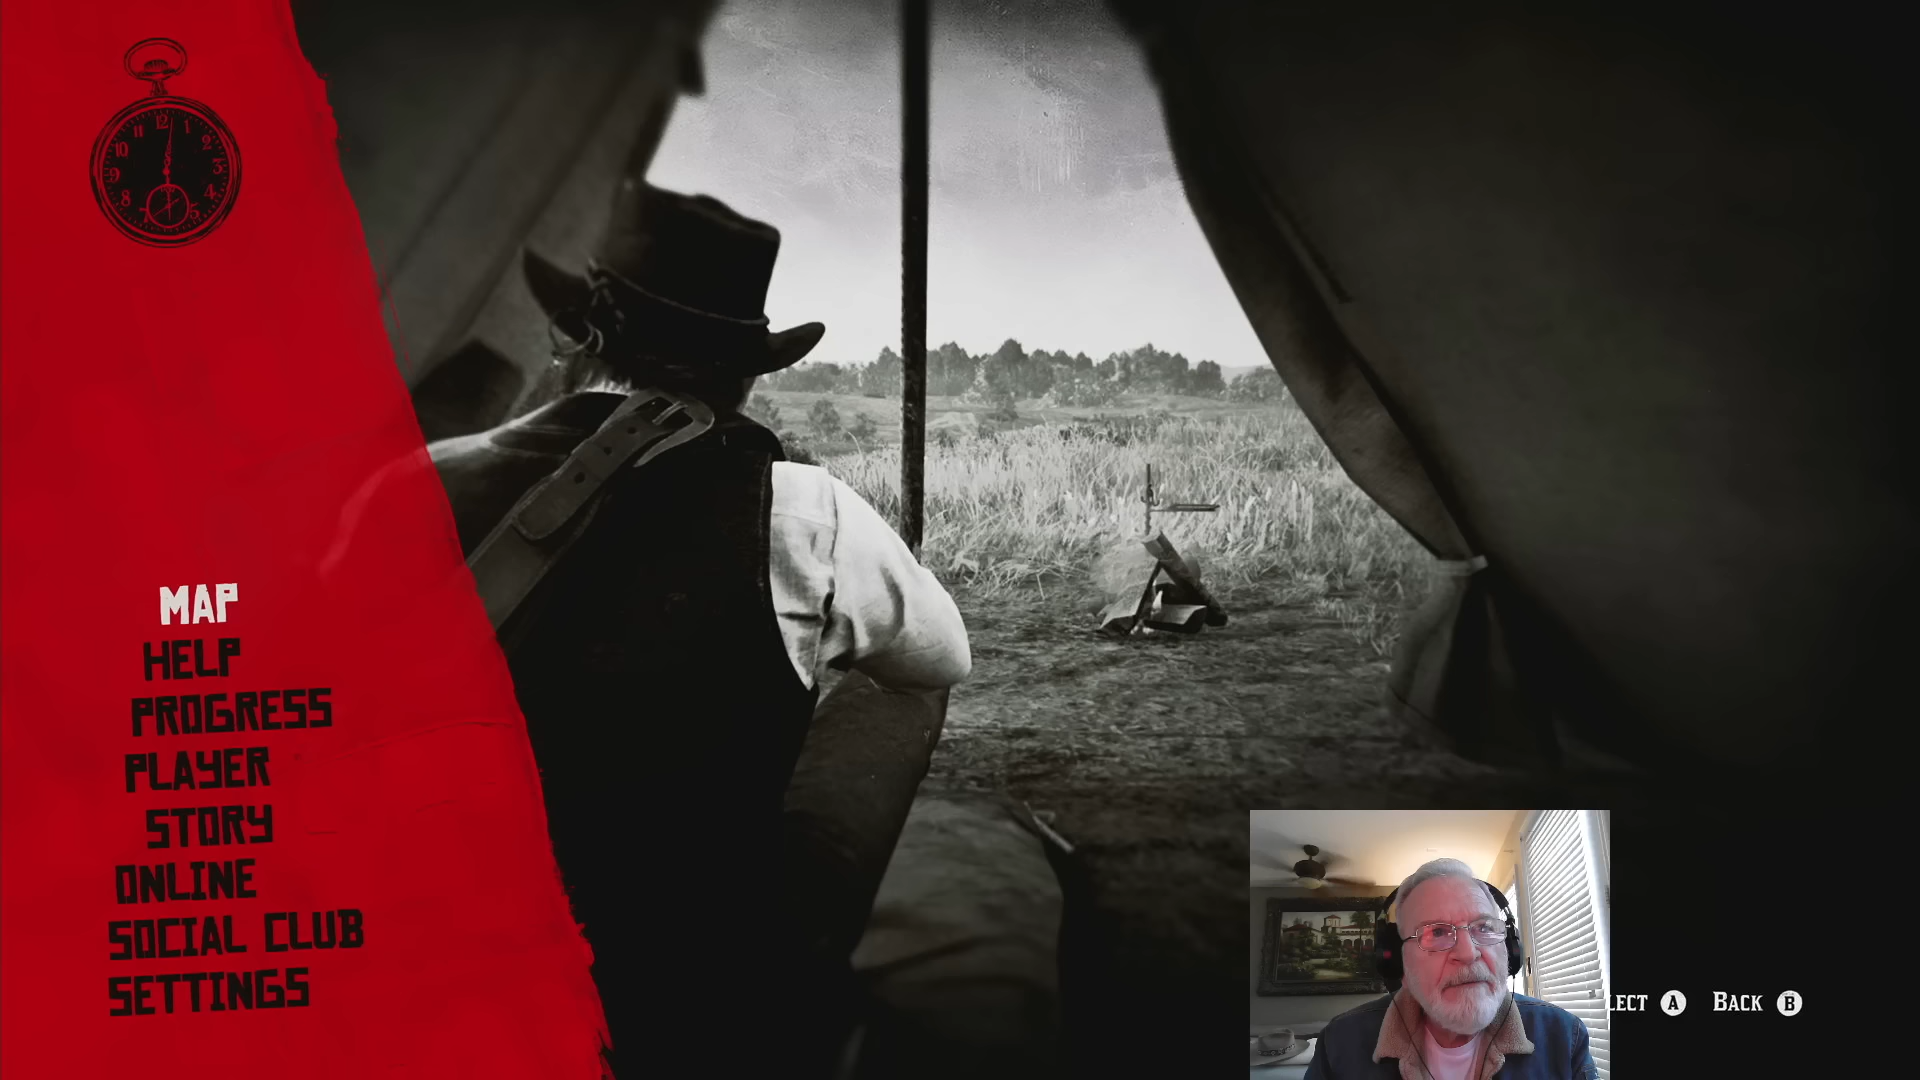 MAP
HELP
PROGRESS
PLAYER
STORY
ONLINE
SOCIAL CLUB
SETTINGS
LECT A BACK B